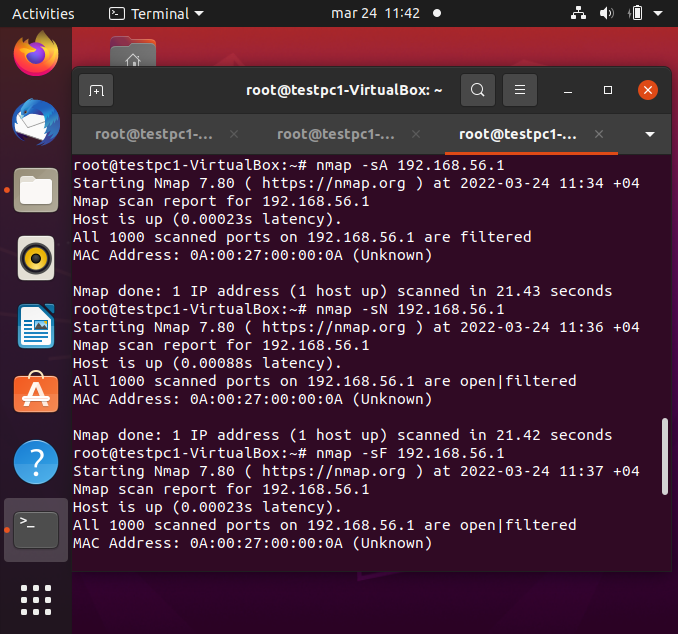 Activities
Terminal
mar 24 11:42
root@testpc1-VirtualBox: ~
root@testpc1-...
root@testpc1-...
root@testpc1-...
root@testpc1-VirtualBox:~# nmap -sA 192.168.56.1
Starting Nmap 7.80 ( https://nmap.org ) at 2022-03-24 11:34 +04
Nmap scan report for 192.168.56.1
Host is up (0.00023s latency).
All 1000 scanned ports on 192.168.56.1 are filtered
MAC Address: 0A:00:27:00:00:0A (Unknown)
Nmap done: 1 IP address (1 host up) scanned in 21.43 seconds
root@testpc1-VirtualBox:~# nmap -sN 192.168.56.1
Starting Nmap 7.80 ( https://nmap.org ) at 2022-03-24 11:36 +04
Nmap scan report for 192.168.56.1
Host is up (0.00088s latency).
All 1000 scanned ports on 192.168.56.1 are open|filtered
MAC Address: 0A:00:27:00:00:0A (Unknown)
Nmap done: 1 IP address (1 host up) scanned in 21.42 seconds
root@testpc1-VirtualBox:~# nmap -sF 192.168.56.1
Starting Nmap 7.80 ( https://nmap.org ) at 2022-03-24 11:37 +04
Nmap scan report for 192.168.56.1
Host is up (0.00023s latency).
All 1000 scanned ports on 192.168.56.1 are open|filtered
MAC Address: 0A:00:27:00:00:0A (Unknown)